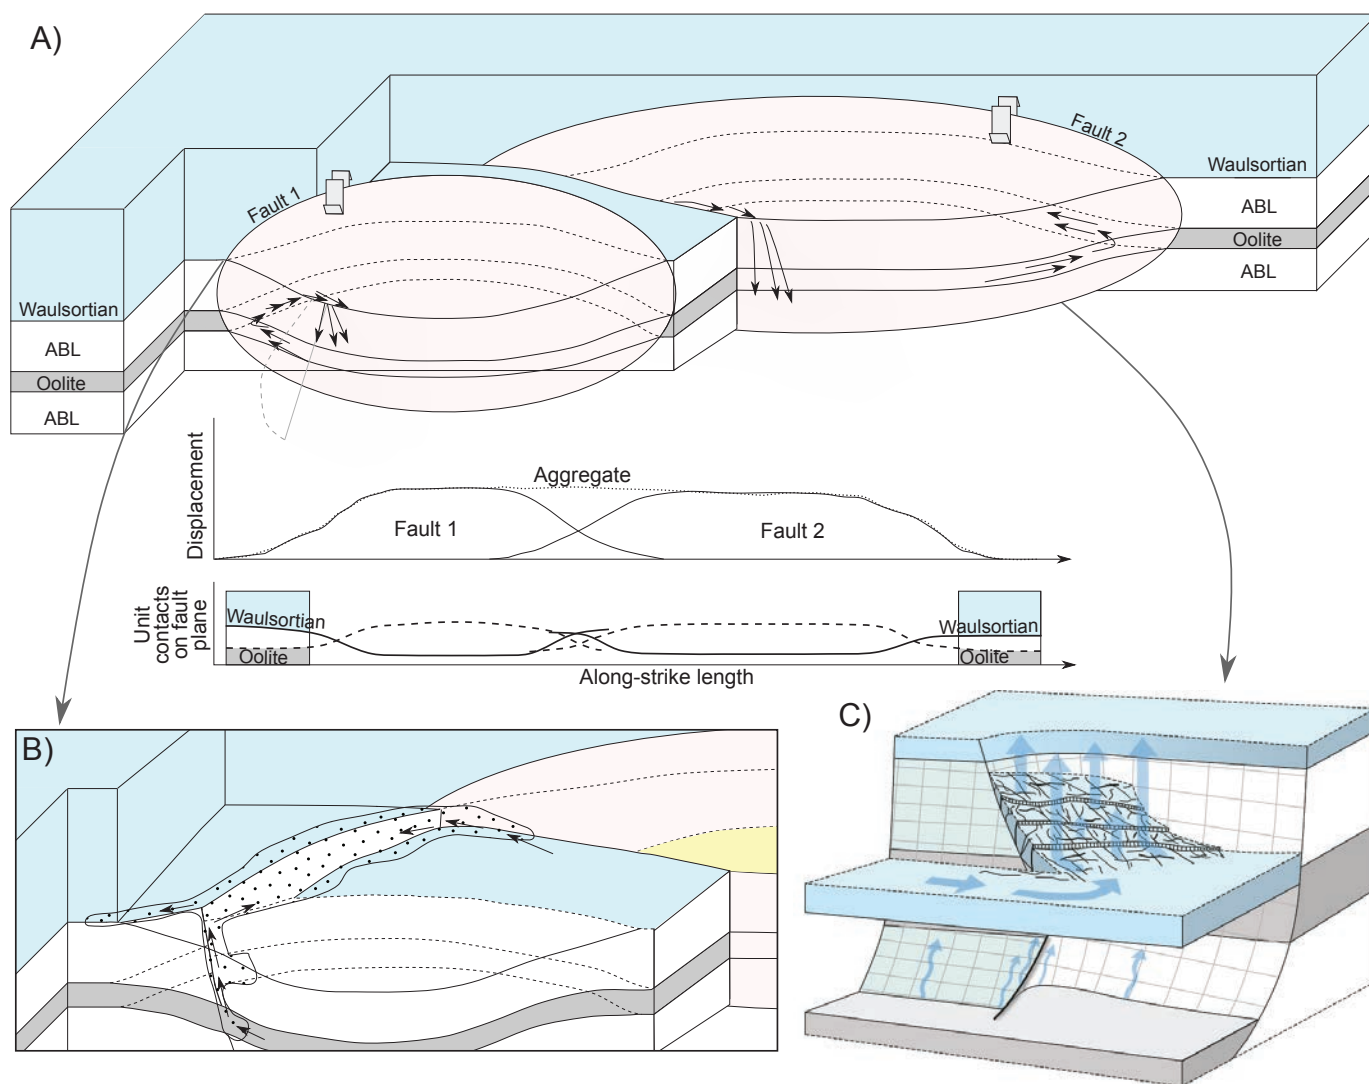 A)
Fault 1
Fault 2
Waulsortian
ABL
Oolite
ABL
Waulsortian
ABL
Oolite
ABL
Displacement
Aggregate
Fault 1
Fault 2
Unit
contacts
on fault
plane
Waulsortian
Oolite
Waulsortian
Oolite
Along-strike length
B)
C)